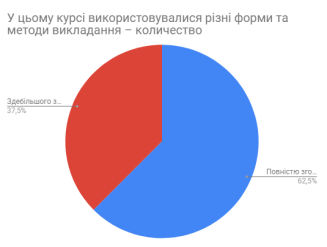 У цьому курсі використовувалися різні форми та
методи викладання – количество
Здебільшого з...
37,5%
Повністю зго...
62,5%